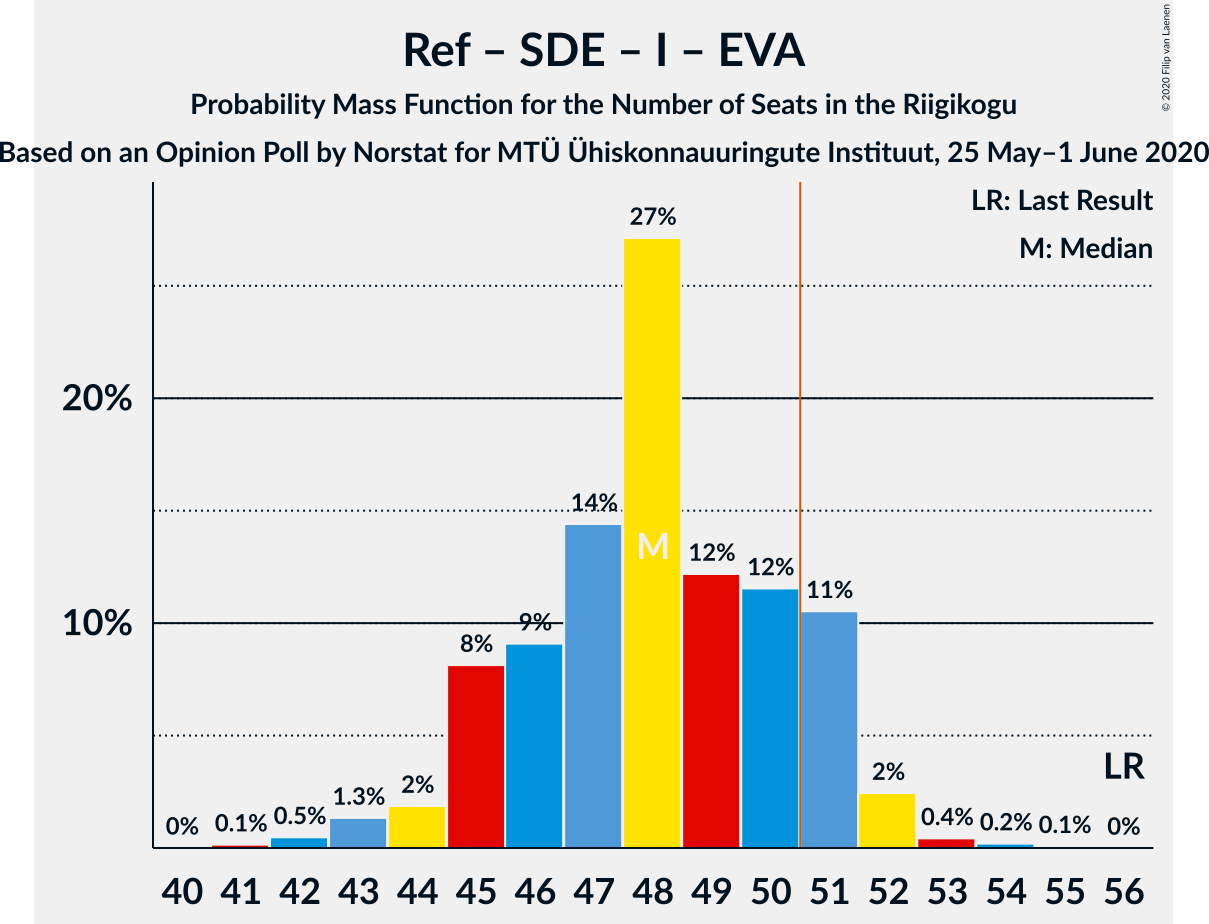 Ref – SDE – I – EVA
Probability Mass Function for the Number of Seats in the Riigikogu
Based on an Opinion Poll by Norstat for MTÜ Ühiskonnauuringute Instituut, 25 May–1 June 2020
© 2020 Filip van Laenen
LR: Last Result
M: Median
20%
10%
0% 0.1% 0.5% 1.3% 2% 8% 9% 14% 27% 12% 12% 11% 2% 0.4% 0.2% 0.1% 0%
M
LR
40 41 42 43 44 45 46 47 48 49 50 51 52 53 54 55 56